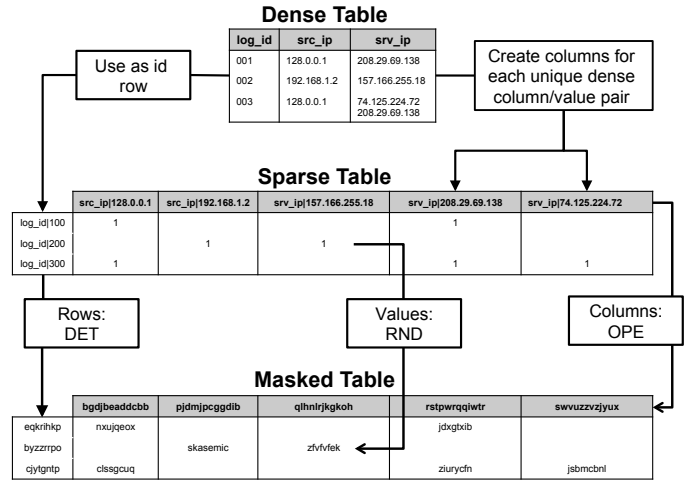 Dense Table
log_id src_ip srv_ip
001 128.0.0.1 208.29.69.138
002 192.168.1.2 157.166.255.18
003 128.0.0.1 74.125.224.72
208.29.69.138
Use as id
row
Create columns for
each unique dense
column/value pair
Sparse Table
src_ip|128.0.0.1 src_ip|192.168.1.2 srv_ip|157.166.255.18 srv_ip|208.29.69.138 srv_ip|74.125.224.72
log_id|100 1 1
log_id|200 1 1
log_id|300 1 1 1
Rows:
DET
Values:
RND
Columns:
OPE
Masked Table
bgdjbeaddcbb pjdmjpcggdib qlhnlrjkgkoh rstpwrqqiwtr swvuzzvzjyux
eqkrihkp nxujqeox jdxgtxib
byzzrrpo skasemic zfvfvfek
cjytgntp clssgcuq ziurycfn jsbmcbnl